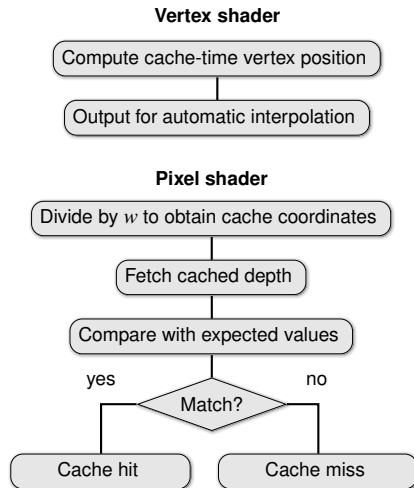 Vertex shader
Compute cache-time vertex position
Output for automatic interpolation
Pixel shader
Divide by w to obtain cache coordinates
Fetch cached depth
Compare with expected values
yes
no
Match?
Cache hit
Cache miss